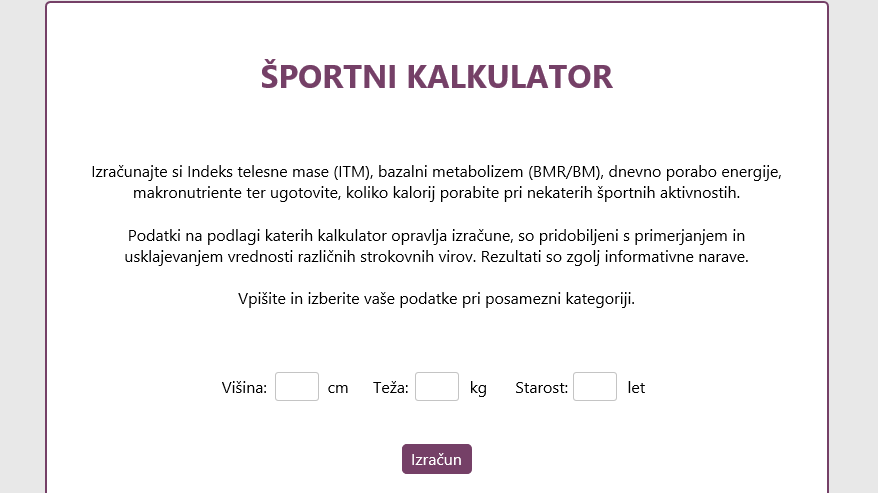 ŠPORTNI KALKULATOR
Izračunajte si Indeks telesne mase (ITM), bazalni metabolizem (BMR/BM), dnevno porabo energije,
makronutriente ter ugotovite, koliko kalorij porabite pri nekaterih športnih aktivnostih.
Podatki na podlagi katerih kalkulator opravlja izračune, so pridobiljeni s primerjanjem in
usklajevanjem vrednosti različnih strokovnih virov. Rezultati so zgolj informativne narave.
Vpišite in izberite vaše podatke pri posamezni kategoriji.
Višina: cm Teža: kg Starost: let
Izračun